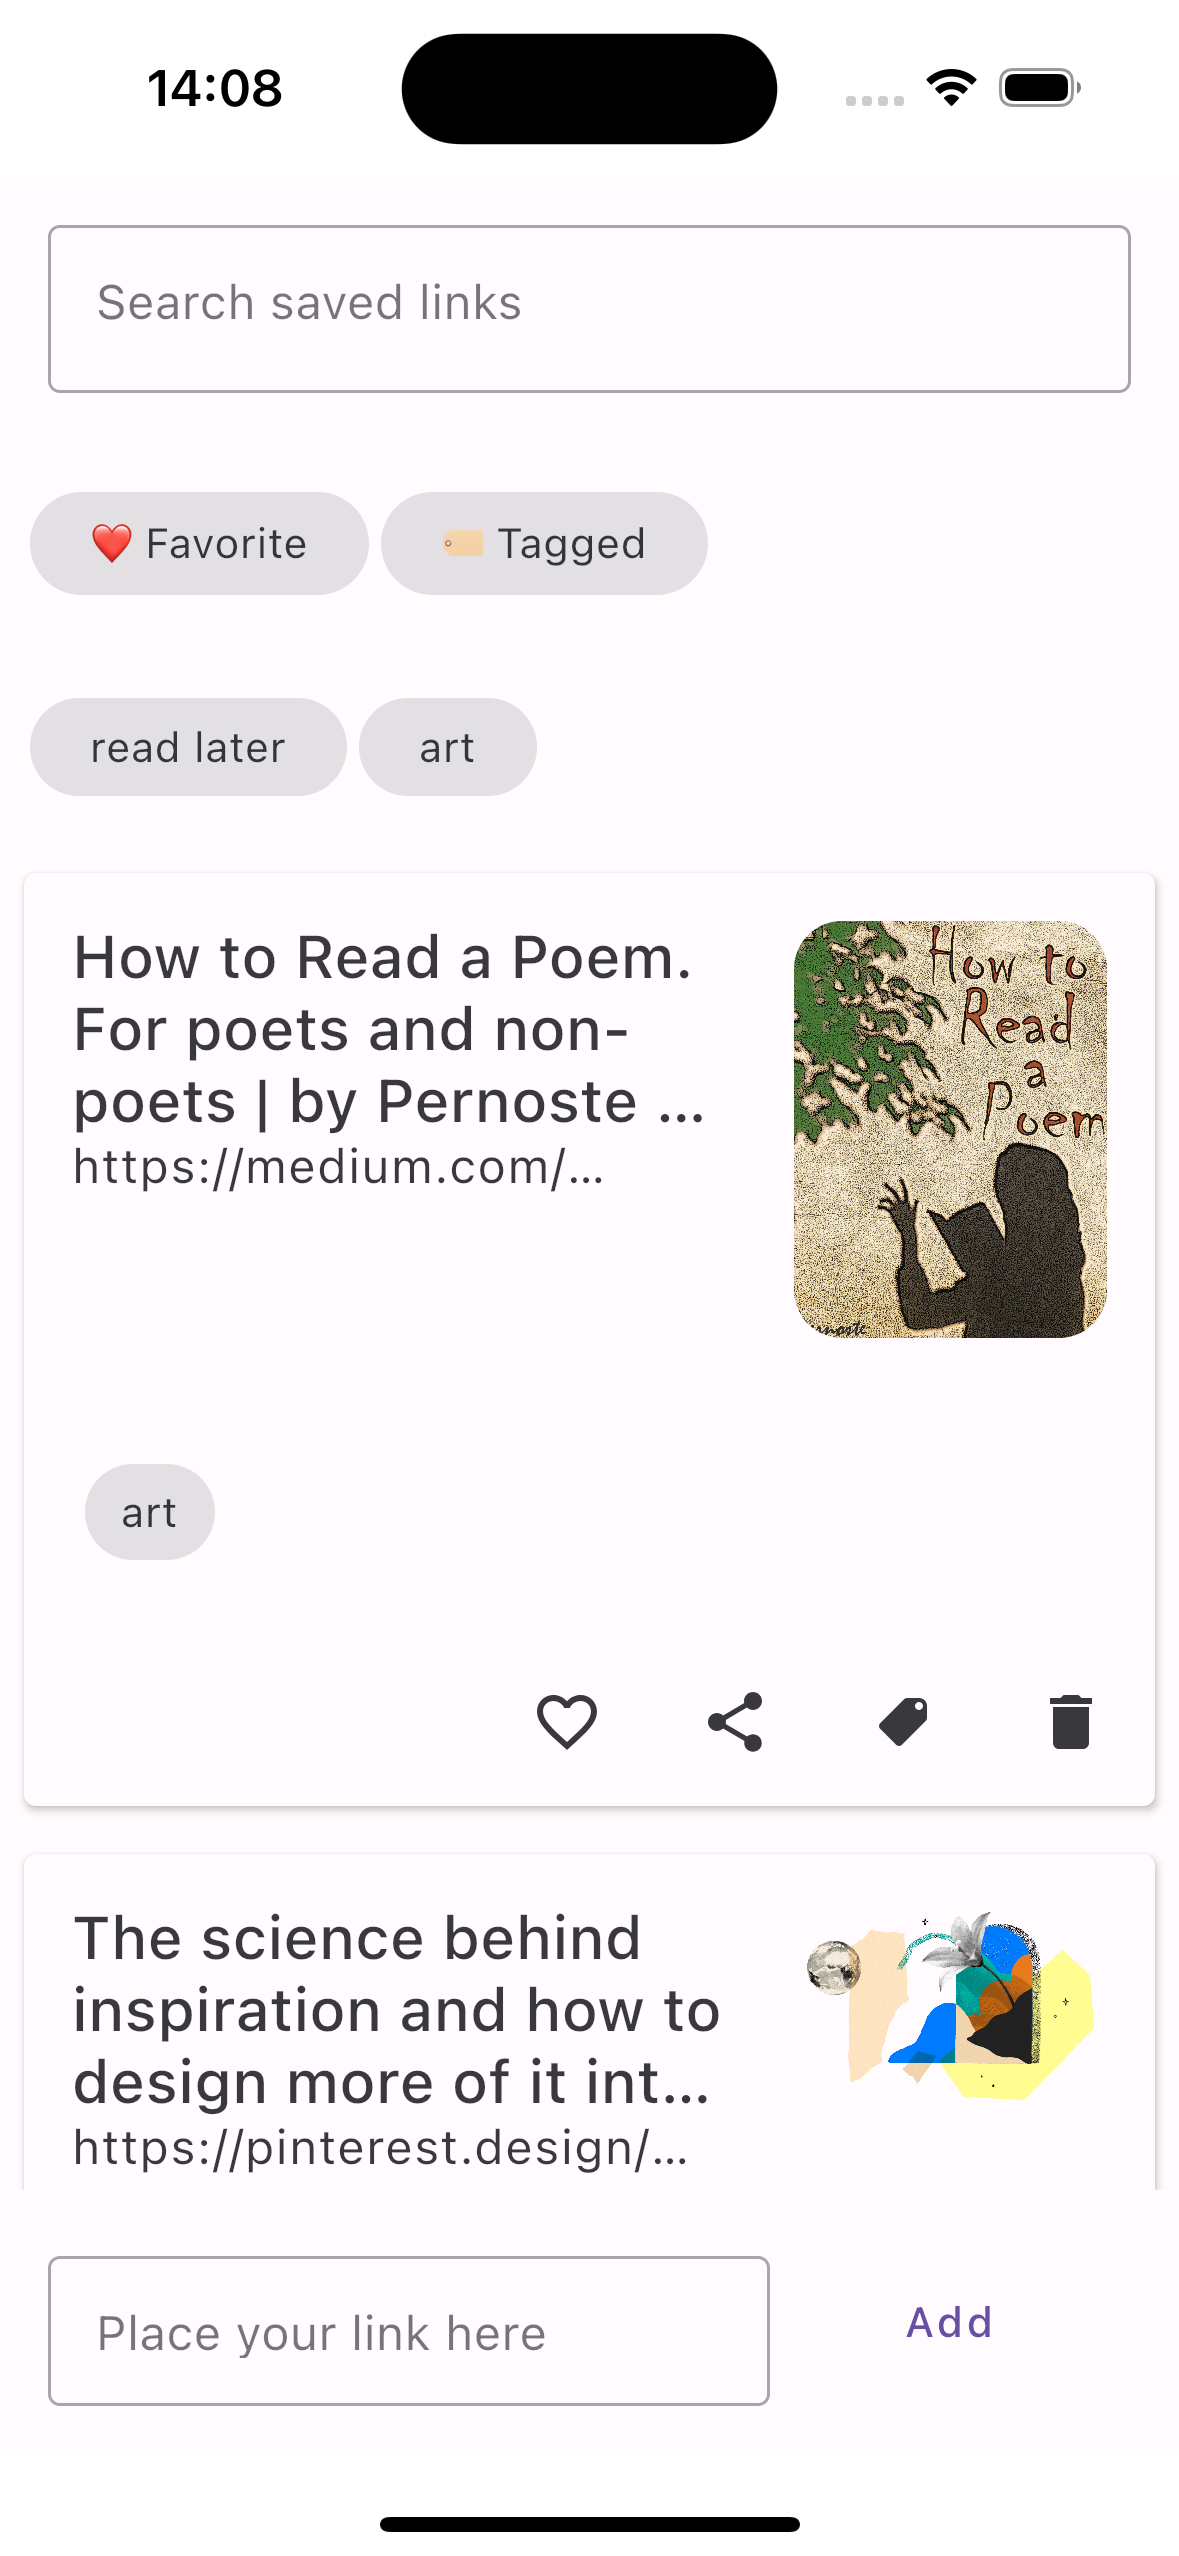 14:08
Search saved links
❤️ Favorite
🏷️ Tagged
read later
art
How to Read a Poem.
For poets and non-
poets | by Pernoste ...
https://medium.com/...
How to
Read
a
Poem
art
The science behind
inspiration and how to
design more of it int...
https://pinterest.design/...
Place your link here
Add